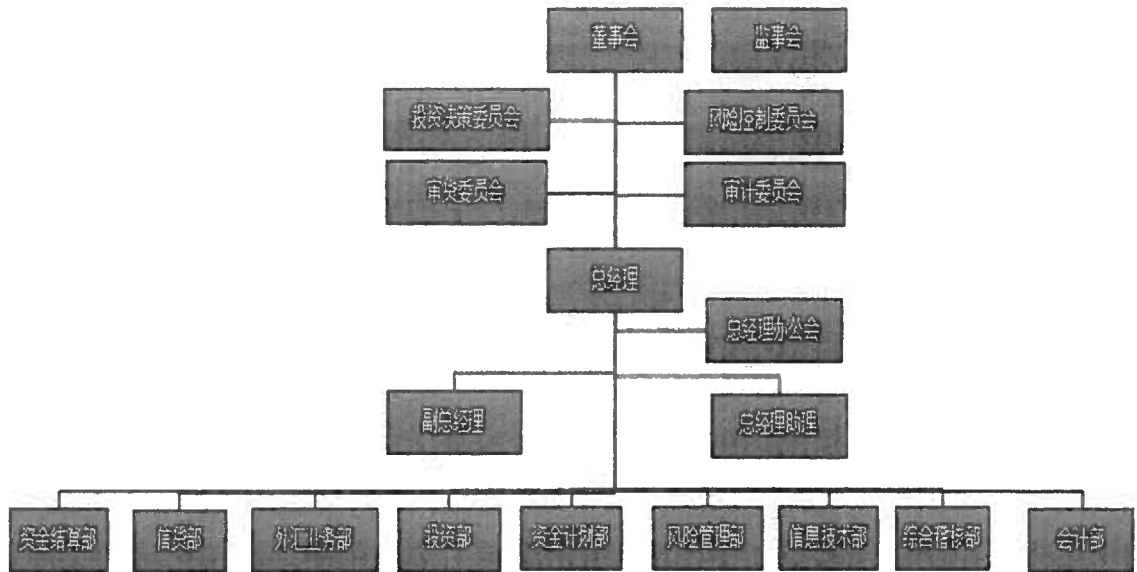 董事会
监事会
投资决策委员会
风险控制委员会
审贷委员会
审计委员会
总经理
总经理办公会
副总经理
总经理助理
资金结算部
信贷部
外汇业务部
投资部
资金计划部
风险管理部
信息技术部
综合稽核部
会计部